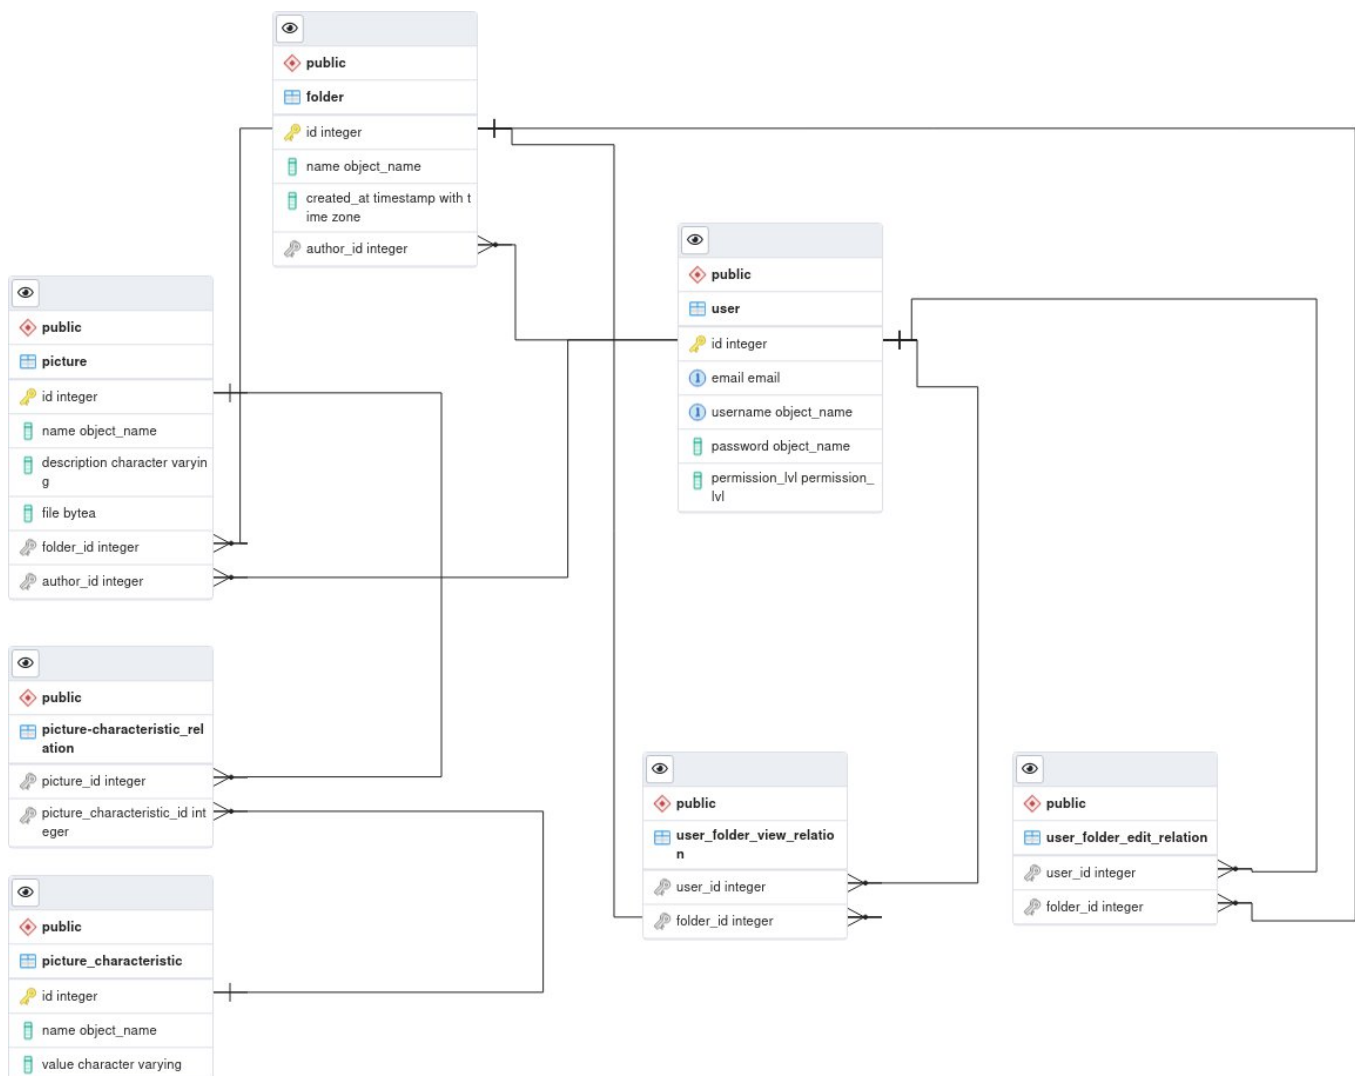 public
folder
id integer
name object_name
created_at timestamp with t
ime zone
author_id integer
public
user
id integer
email email
username object_name
password object_name
permission_lvl permission_
lvl
public
picture
id integer
name object_name
description character varyin
g
file bytea
folder_id integer
author_id integer
public
picture-characteristic_rel
ation
picture_id integer
picture_characteristic_id int
eger
public
user_folder_view_relatio
n
user_id integer
folder_id integer
public
user_folder_edit_relation
user_id integer
folder_id integer
public
picture_characteristic
id integer
name object_name
value character varying